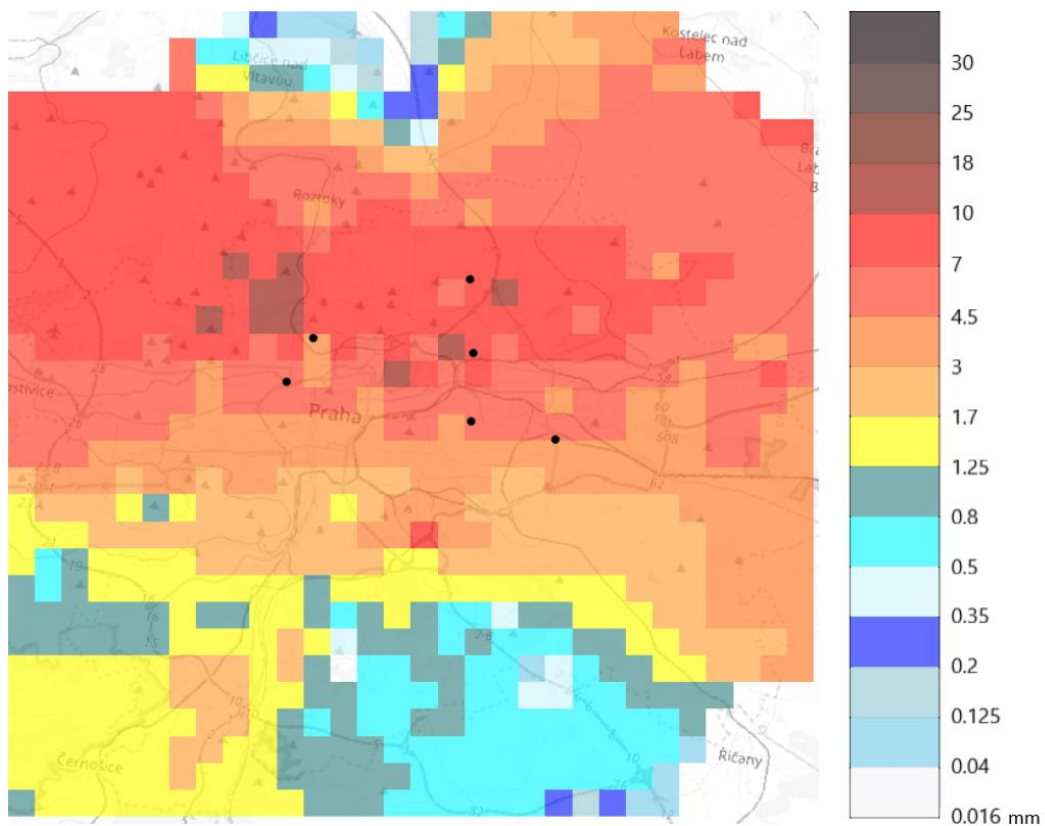 Kostelec nad
Labem
Libčice nad
Vltavou
Roztoky
ostivice
Praha
Černošice
Říčany
30
25
18
10
7
4.5
3
1.7
1.25
0.8
0.5
0.35
0.2
0.125
0.04
0.016 mm